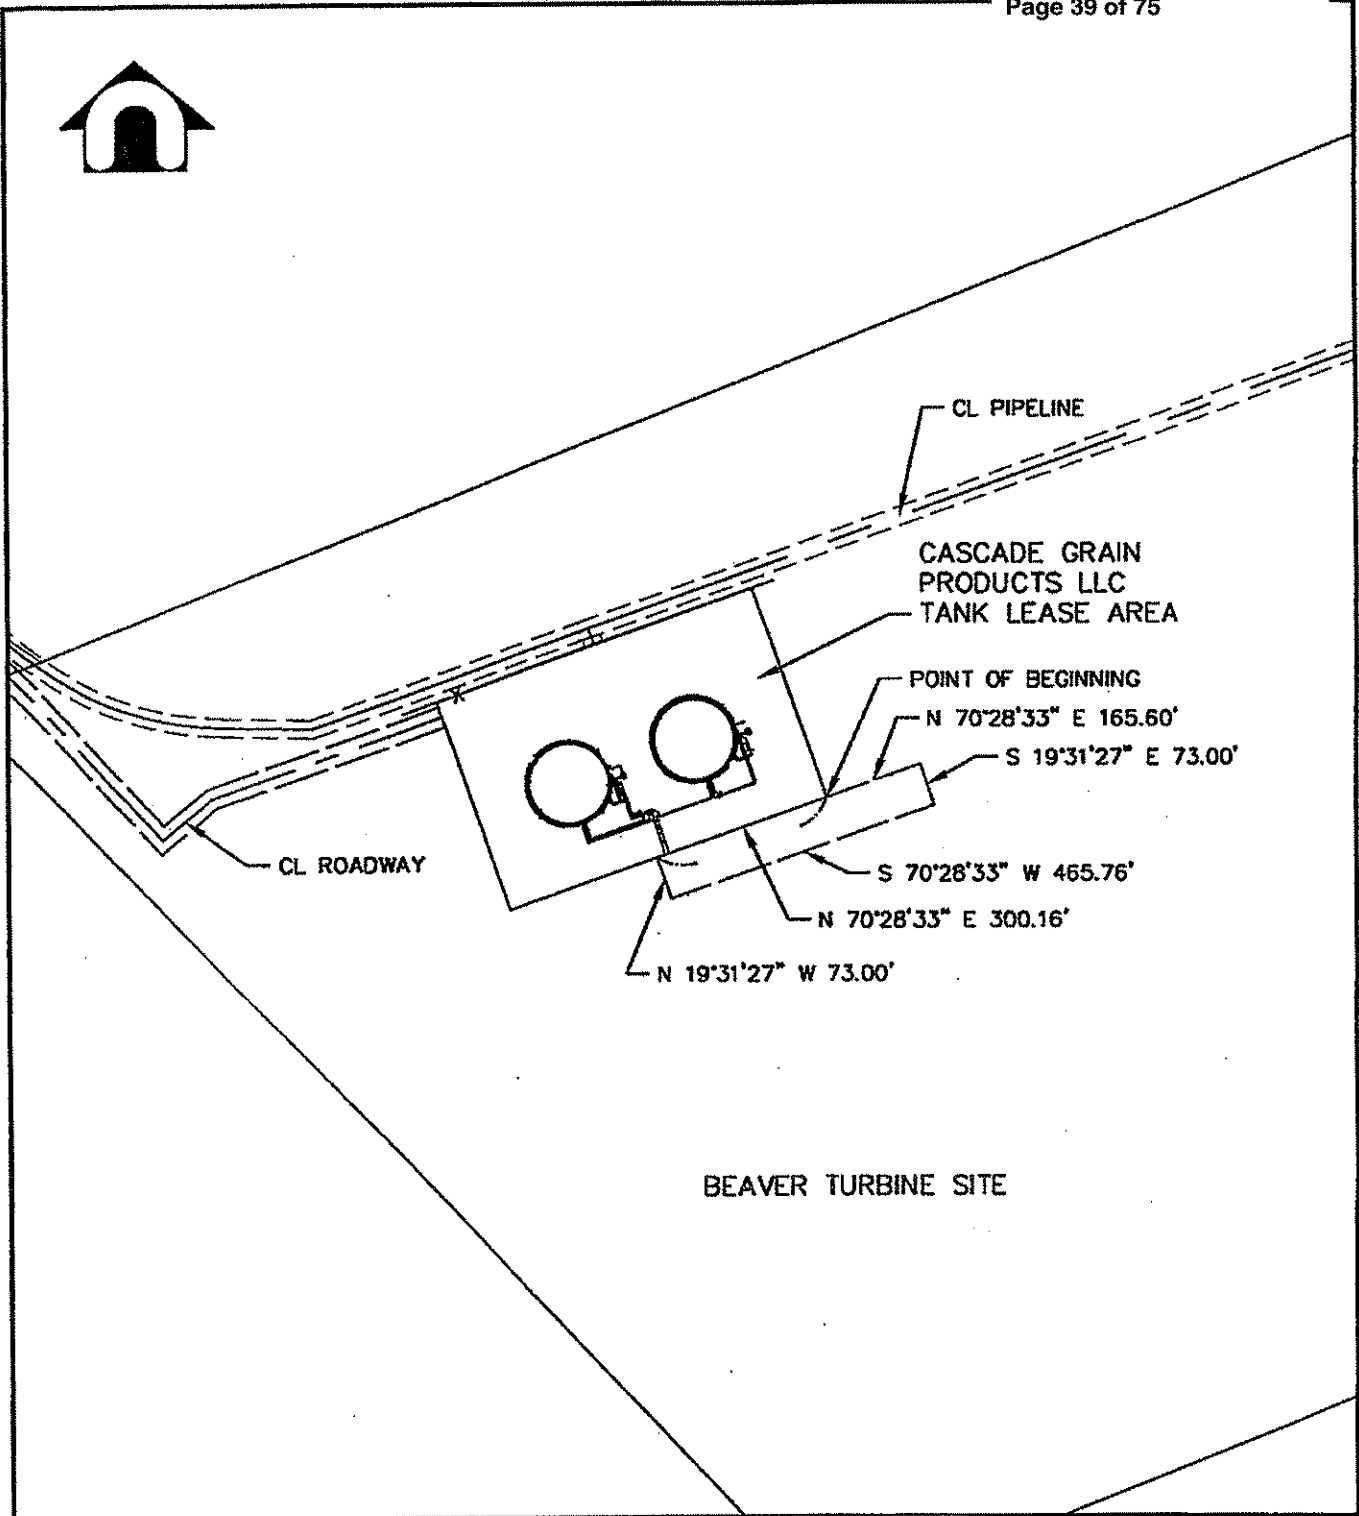 Page 39 of 75
CL PIPELINE
CASCADE GRAIN
PRODUCTS LLC
TANK LEASE AREA
POINT OF BEGINNING
N 70°28'33" E 165.60'
S 19°31'27" E 73.00'
CL ROADWAY
S 70°28'33" W 465.76'
N 70°28'33" E 300.16'
N 19°31'27" W 73.00'
BEAVER TURBINE SITE